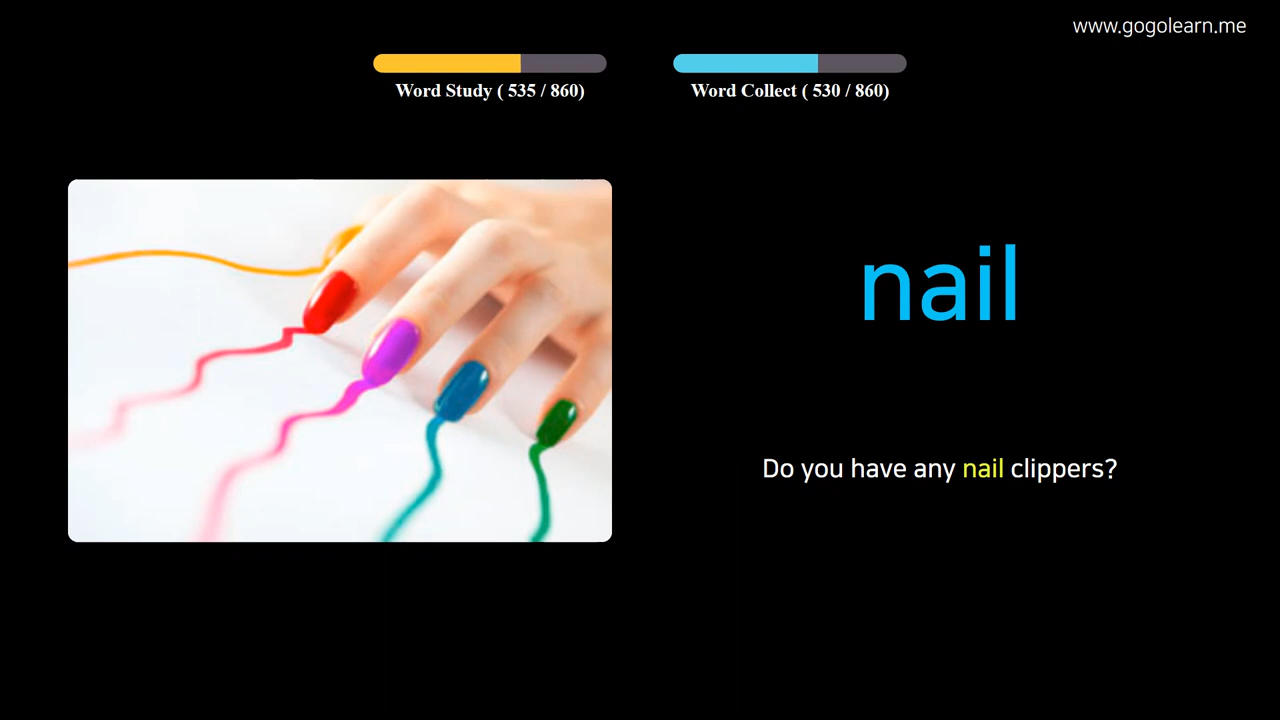 www.gogolearn.me
Word Study ( 535 / 860)
Word Collect ( 530 / 860)
nail
Do you have any nail clippers?